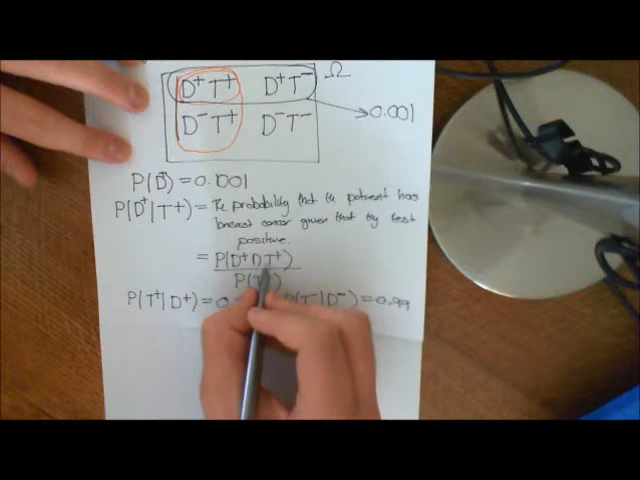 D⁺ T⁺ D⁺ T⁻ Ω
D⁻ T⁺ D⁻ T⁻ 0.001
P(D⁺) = 0.001
P(D⁺|T⁺) = The probability that the patient has
breast cancer given that they test
positive.
= P(D⁺ ∩ T⁺)
P(T⁺)
P(T⁺|D⁺) = 0. P(T⁻|D⁻) = 0.99